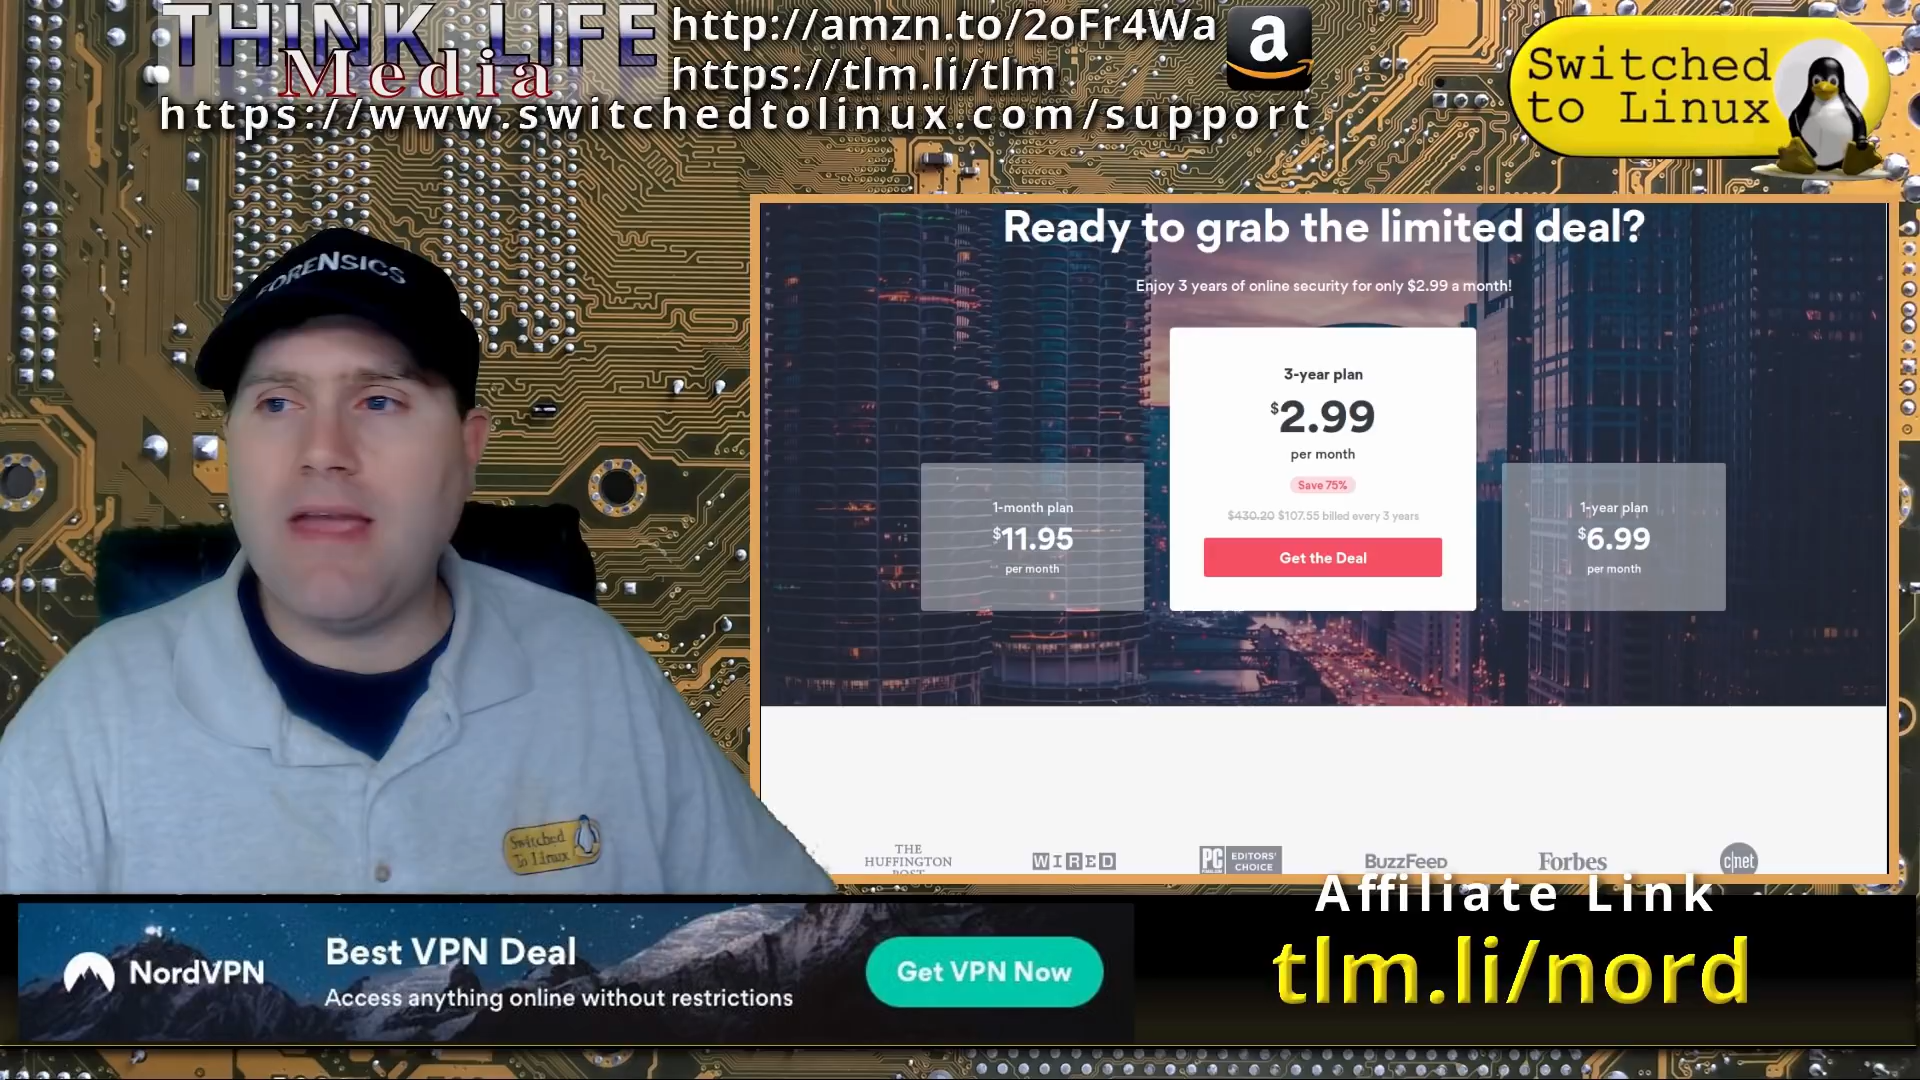 THINK LIFE
Media
http://amzn.to/2oFr4Wa
https://tlm.li/tlm
https://www.switchedtolinux.com/support
a
Switched
to Linux
FORENSICS
Switched
To Linux
Ready to grab the limited deal?
Enjoy 3 years of online security for only $2.99 a month!
1-month plan
$11.95
per month
3-year plan
$2.99
per month
Save 75%
$430.20 $107.55 billed every 3 years
Get the Deal
1-year plan
$6.99
per month
THE
HUFFINGTON
POST
WIRED
PC EDITORS'
CHOICE
BuzzFeed
Forbes
c|net
NordVPN
Best VPN Deal
Access anything online without restrictions
Get VPN Now
Affiliate Link
tlm.li/nord